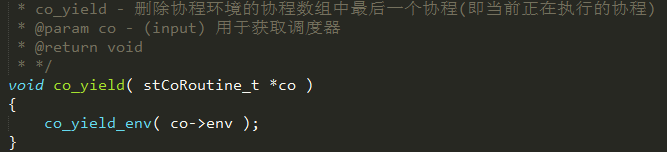 * co_yield - 删除协程环境的协程数组中最后一个协程(即当前正在执行的协程)
* @param co - (input) 用于获取调度器
* @return void
* */
void co_yield( stCoRoutine_t *co )
{
    co_yield_env( co->env );
}